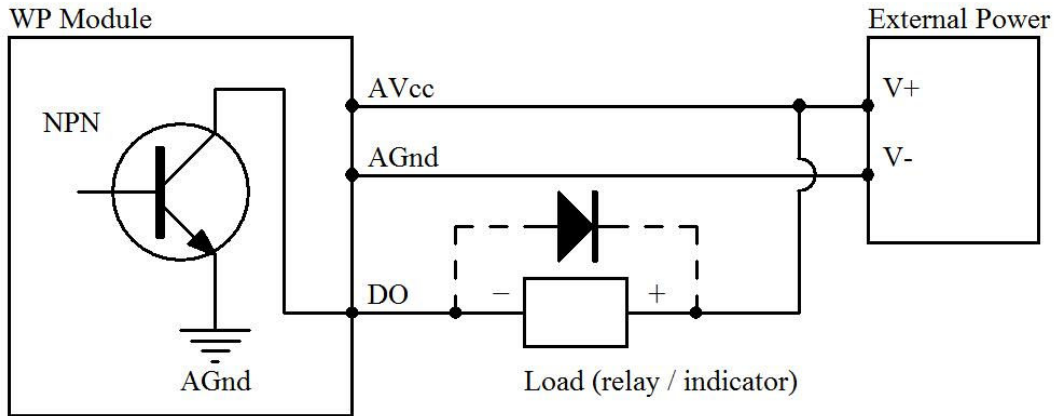 WP Module
External Power
NPN
AVcc
V+
AGnd
V-
DO
− +
AGnd
Load (relay / indicator)